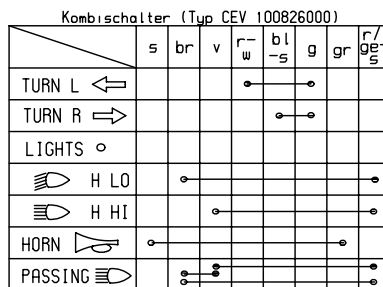 Kombischalter (Typ CEV 100826000)
s br v r-w bl-s g gr r/ge-s
TURN L
TURN R
LIGHTS
H LO
H HI
HORN
PASSING